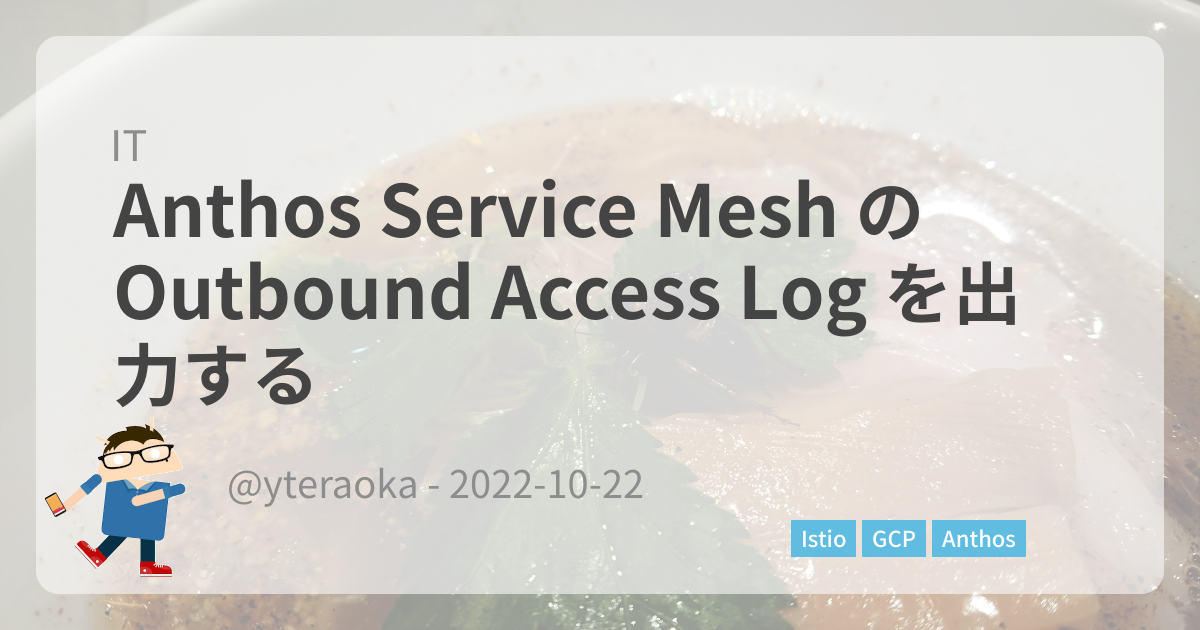 IT
Anthos Service Mesh の
Outbound Access Log を出
力する
@yteraoka - 2022-10-22
Istio GCP Anthos